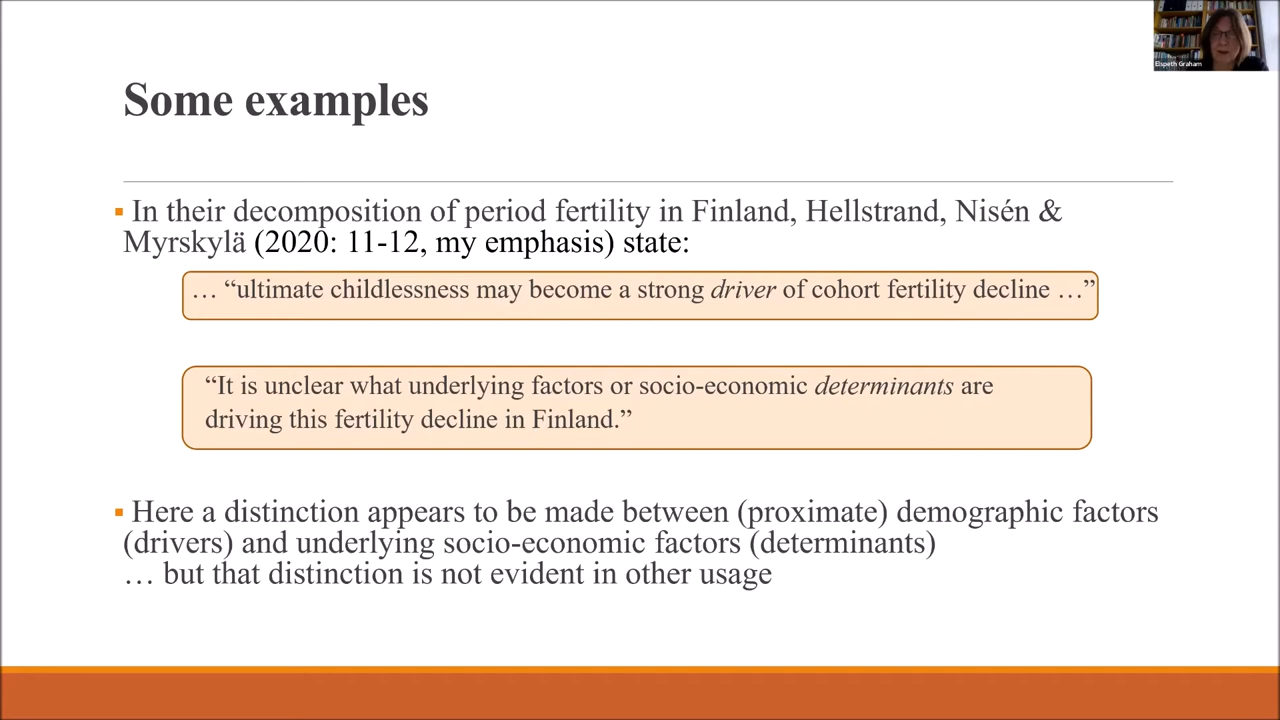 Elspeth Graham
Some examples
In their decomposition of period fertility in Finland, Hellstrand, Nisén &
Myrskylä (2020: 11-12, my emphasis) state:
… “ultimate childlessness may become a strong driver of cohort fertility decline …”
“It is unclear what underlying factors or socio-economic determinants are
driving this fertility decline in Finland.”
Here a distinction appears to be made between (proximate) demographic factors
(drivers) and underlying socio-economic factors (determinants)
… but that distinction is not evident in other usage